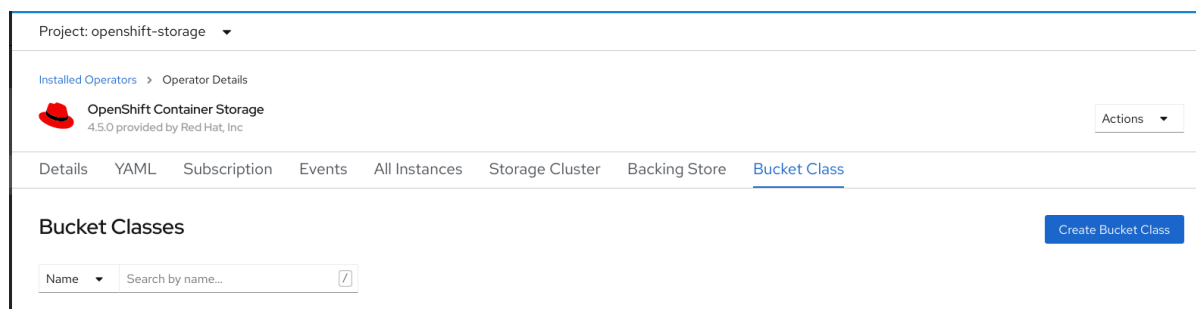 Project: openshift-storage
Installed Operators > Operator Details
OpenShift Container Storage
4.5.0 provided by Red Hat, Inc
Actions
Details YAML Subscription Events All Instances Storage Cluster Backing Store Bucket Class
Bucket Classes
Create Bucket Class
Name Search by name... /